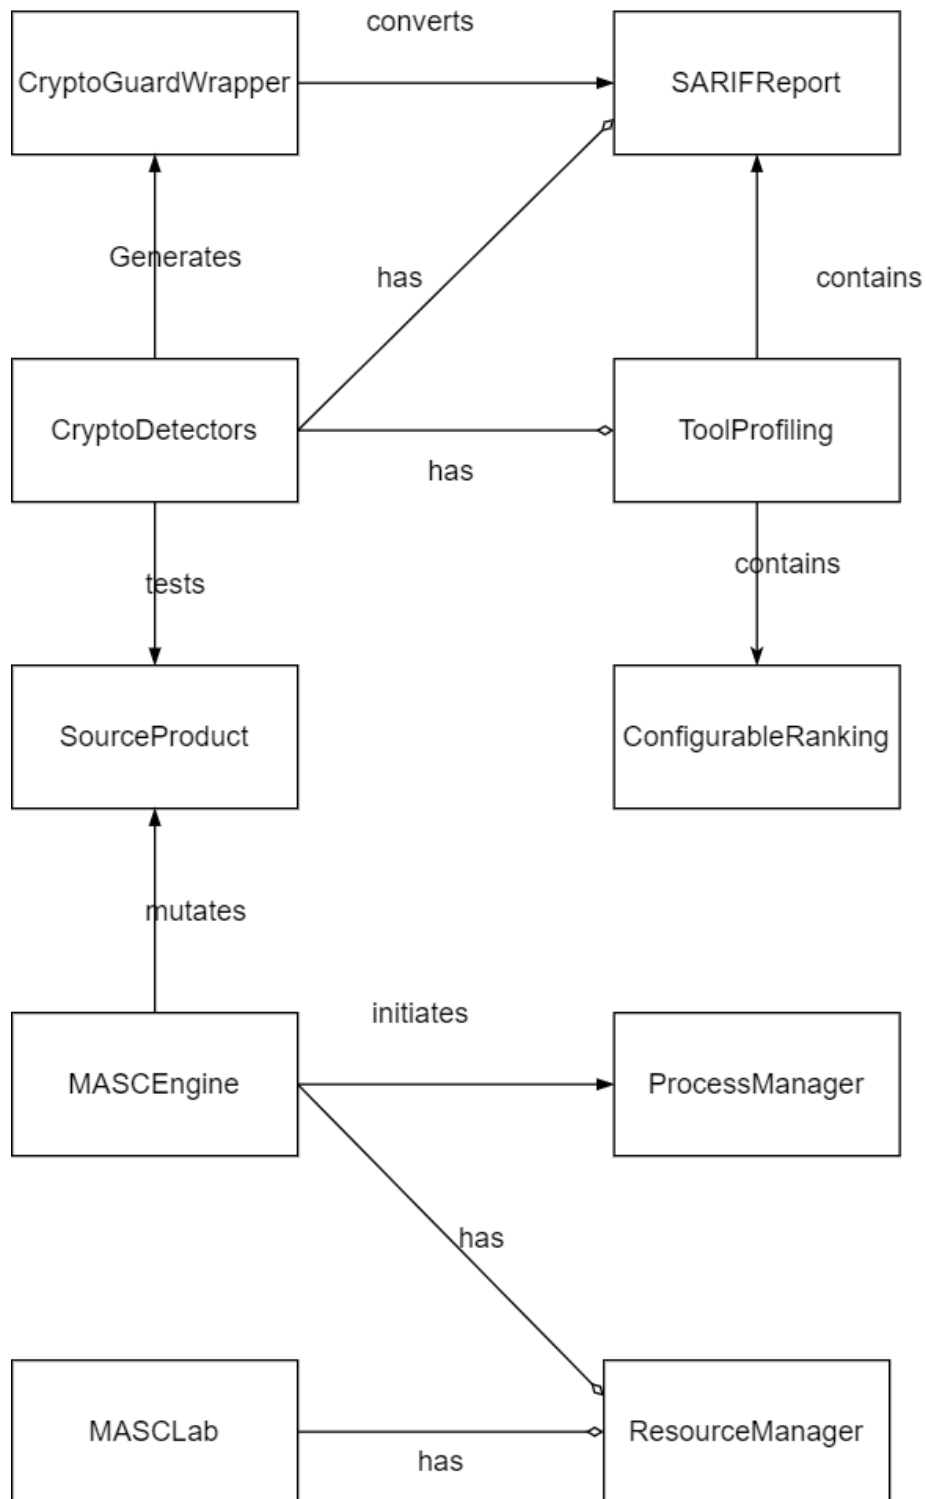 converts
CryptoGuardWrapper
SARIFReport
Generates
has
contains
CryptoDetectors
ToolProfiling
has
contains
tests
SourceProduct
ConfigurableRanking
mutates
initiates
MASCEngine
ProcessManager
has
MASCLab
ResourceManager
has